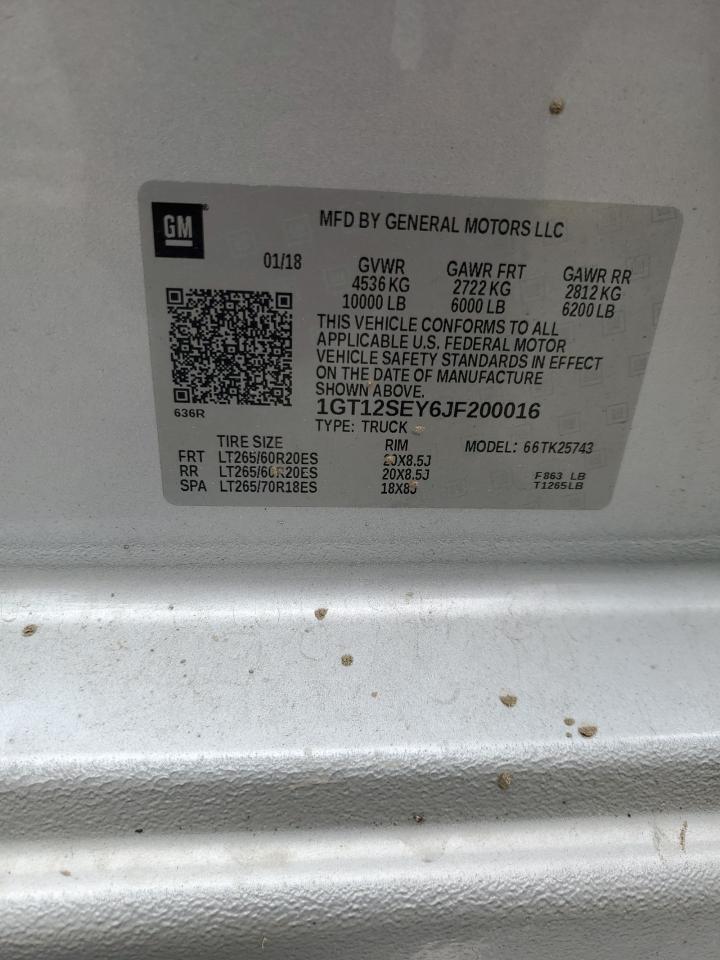 GM
MFD BY GENERAL MOTORS LLC
01/18 GVWR GAWR FRT GAWR RR
4536 KG 2722 KG 2812 KG
10000 LB 6000 LB 6200 LB
THIS VEHICLE CONFORMS TO ALL
APPLICABLE U.S. FEDERAL MOTOR
VEHICLE SAFETY STANDARDS IN EFFECT
ON THE DATE OF MANUFACTURE
SHOWN ABOVE.
636R
1GT12SEY6JF200016
TYPE: TRUCK
TIRE SIZE RIM MODEL: 66TK25743
FRT LT265/60R20ES 20X8.5J
RR LT265/60R20ES 20X8.5J F863 LB
SPA LT265/70R18ES 18X8J T1265LB